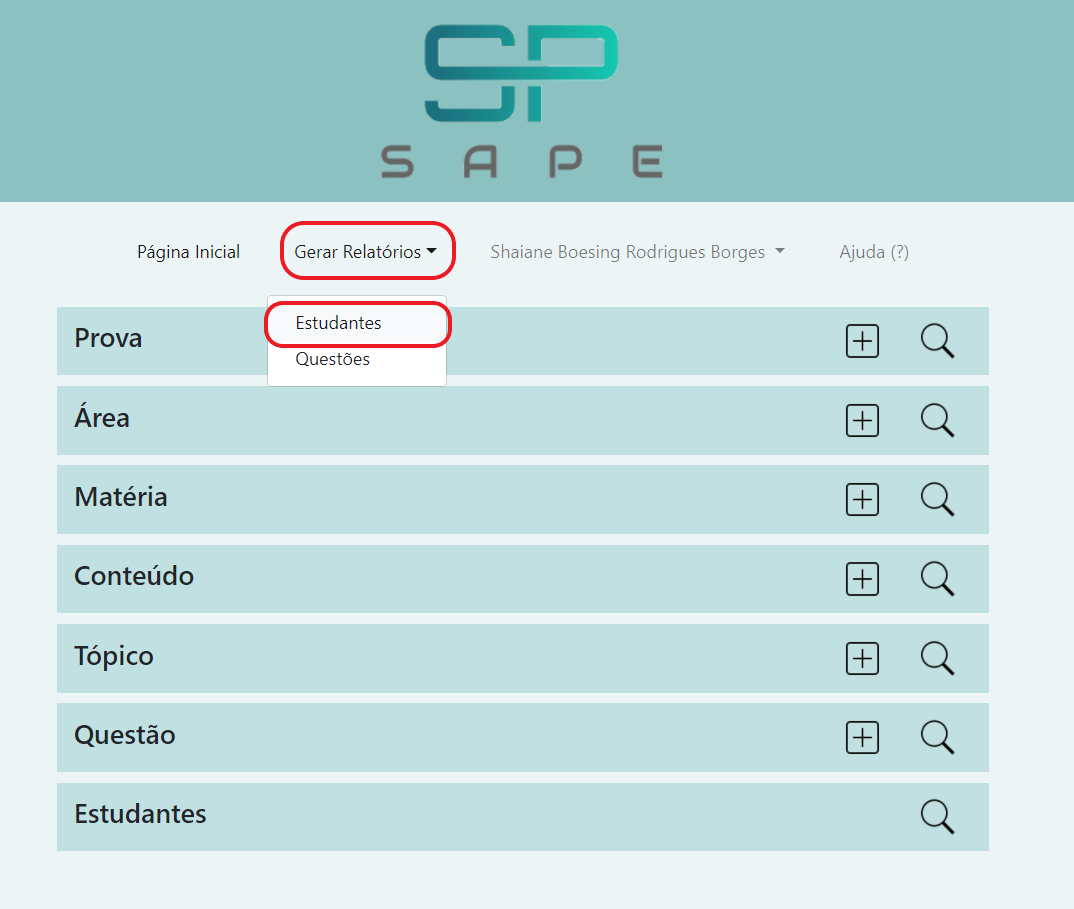 SP
SAPE
Página Inicial Gerar Relatórios Shaiane Boesing Rodrigues Borges Ajuda (?)
Estudantes
Questões
Prova
Área
Matéria
Conteúdo
Tópico
Questão
Estudantes